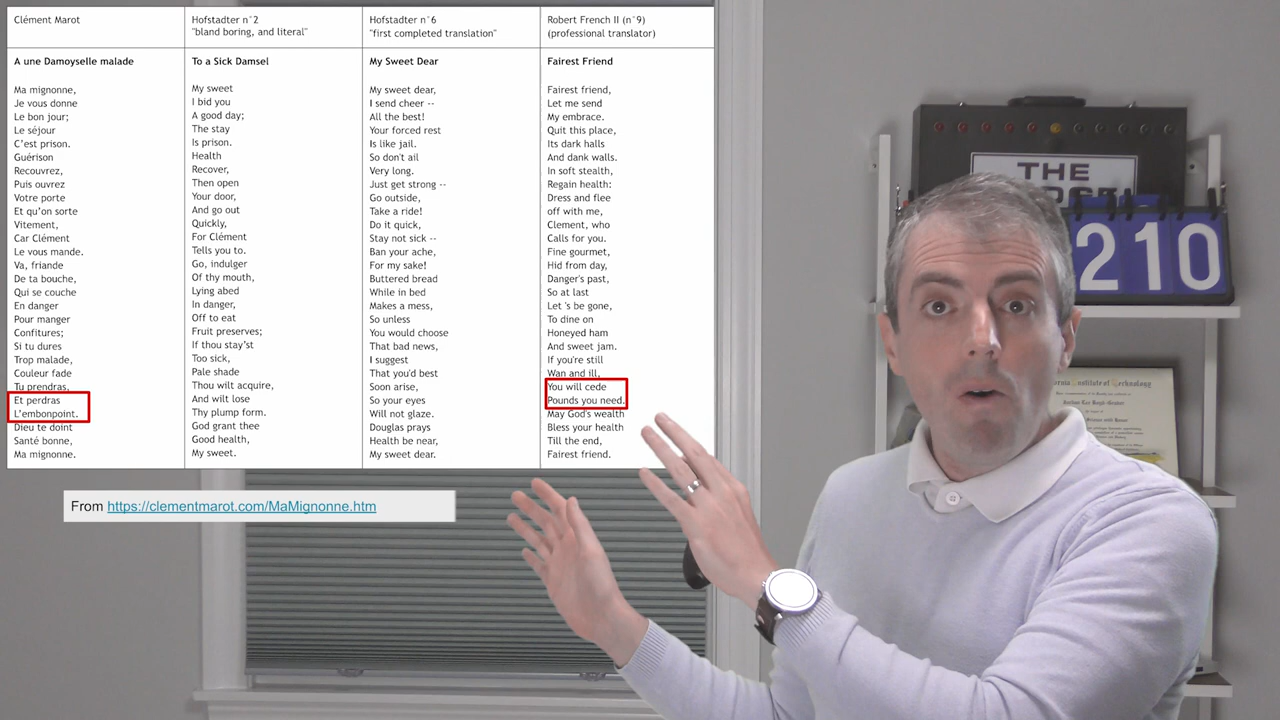 Clément Marot
A une Damoyselle malade
Ma mignonne,
Je vous donne
Le bon jour;
Le séjour
C'est prison.
Guérison
Recouvrez,
Puis ouvrez
Votre porte
Et qu'on sorte
Vitement,
Car Clément
Le vous mande.
Va, friande
De ta bouche,
Qui se couche
En danger
Pour manger
Confitures;
Si tu dures
Trop malade,
Couleur fade
Tu prendras,
Et perdras
L'embonpoint.
Dieu te doint
Santé bonne,
Ma mignonne.
Hofstadter n°2
"bland boring, and literal"
To a Sick Damsel
My sweet
I bid you
A good day;
The stay
Is prison.
Health
Recover,
Then open
Your door,
And go out
Quickly,
For Clément
Tells you to.
Go, indulger
Of thy mouth,
Lying abed
In danger,
Off to eat
Fruit preserves;
If thou stay'st
Too sick,
Pale shade
Thou wilt acquire,
And wilt lose
Thy plump form.
God grant thee
Good health,
My sweet.
Hofstadter n°6
"first completed translation"
My Sweet Dear
My sweet dear,
I send cheer --
All the best!
Your forced rest
Is like jail.
So don't ail
Very long.
Just get strong --
Go outside,
Take a ride!
Do it quick,
Stay not sick --
Ban your ache,
For my sake!
Buttered bread
While in bed
Makes a mess,
So unless
You would choose
That bad news,
I suggest
That you'd best
Soon arise,
So your eyes
Will not glaze.
Douglas prays
Health be near,
My sweet dear.
Robert French II (n°9)
(professional translator)
Fairest Friend
Fairest friend,
Let me send
My embrace.
Quit this place,
Its dark halls
And dank walls.
In soft stealth,
Regain health:
Dress and flee
off with me,
Clement, who
Calls for you.
Fine gourmet,
Hid from day,
Danger's past,
So at last
Let 's be gone,
To dine on
Honeyed ham
And sweet jam.
If you're still
Wan and ill,
You will cede
Pounds you need.
May God's wealth
Bless your health
Till the end,
Fairest friend.
From https://clementmarot.com/MaMignonne.htm
THE
210
Institute of Technology